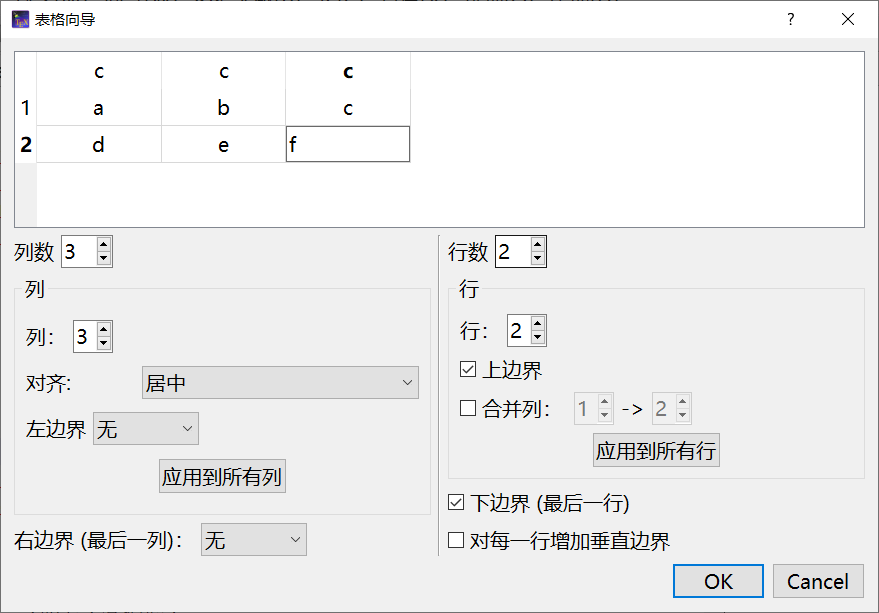 表格向导
c c c
1 a b c
2 d e f
列数 3
行数 2
列
列： 3
对齐: 居中
左边界 无
应用到所有列
右边界 (最后一列)： 无
行
行： 2
上边界
合并列： 1 -> 2
应用到所有行
下边界 (最后一行)
对每一行增加垂直边界
OK Cancel